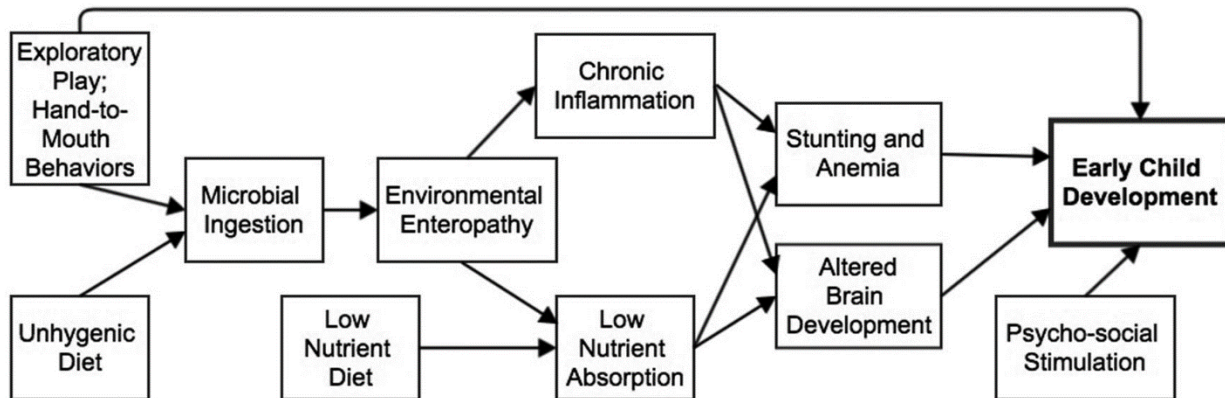 Exploratory
Play;
Hand-to-
Mouth
Behaviors
Microbial
Ingestion
Unhygenic
Diet
Environmental
Enteropathy
Low
Nutrient
Diet
Chronic
Inflammation
Low
Nutrient
Absorption
Stunting and
Anemia
Altered
Brain
Development
Early Child
Development
Psycho-social
Stimulation